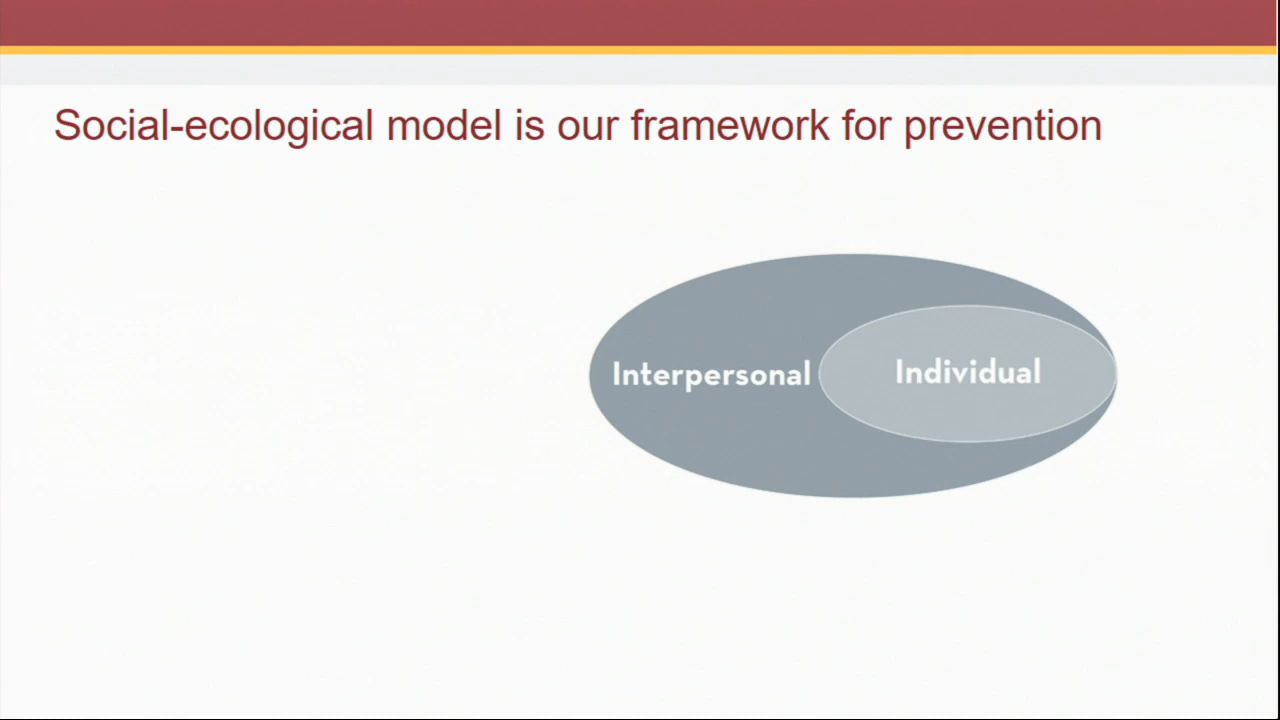 Social-ecological model is our framework for prevention
Interpersonal
Individual